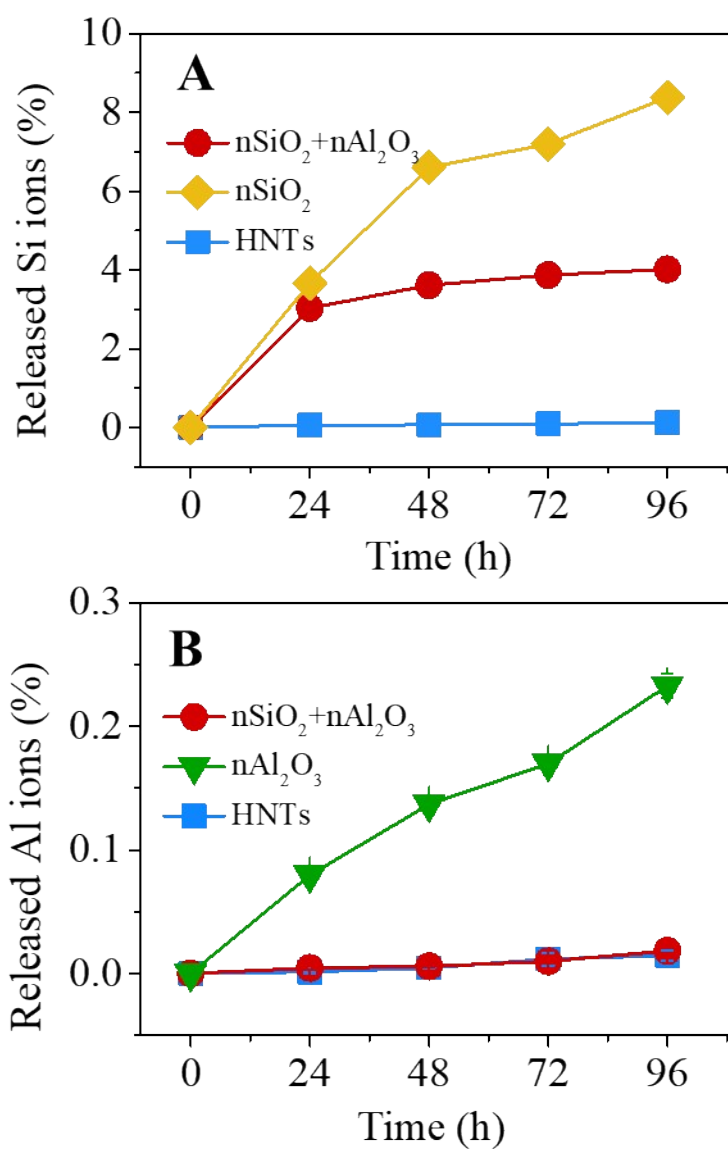 A
nSiO₂+nAl₂O₃
nSiO₂
HNTs
Released Si ions (%)
10
8
6
4
2
0
0 24 48 72 96
Time (h)
B
nSiO₂+nAl₂O₃
nAl₂O₃
HNTs
Released Al ions (%)
0.3
0.2
0.1
0.0
0 24 48 72 96
Time (h)